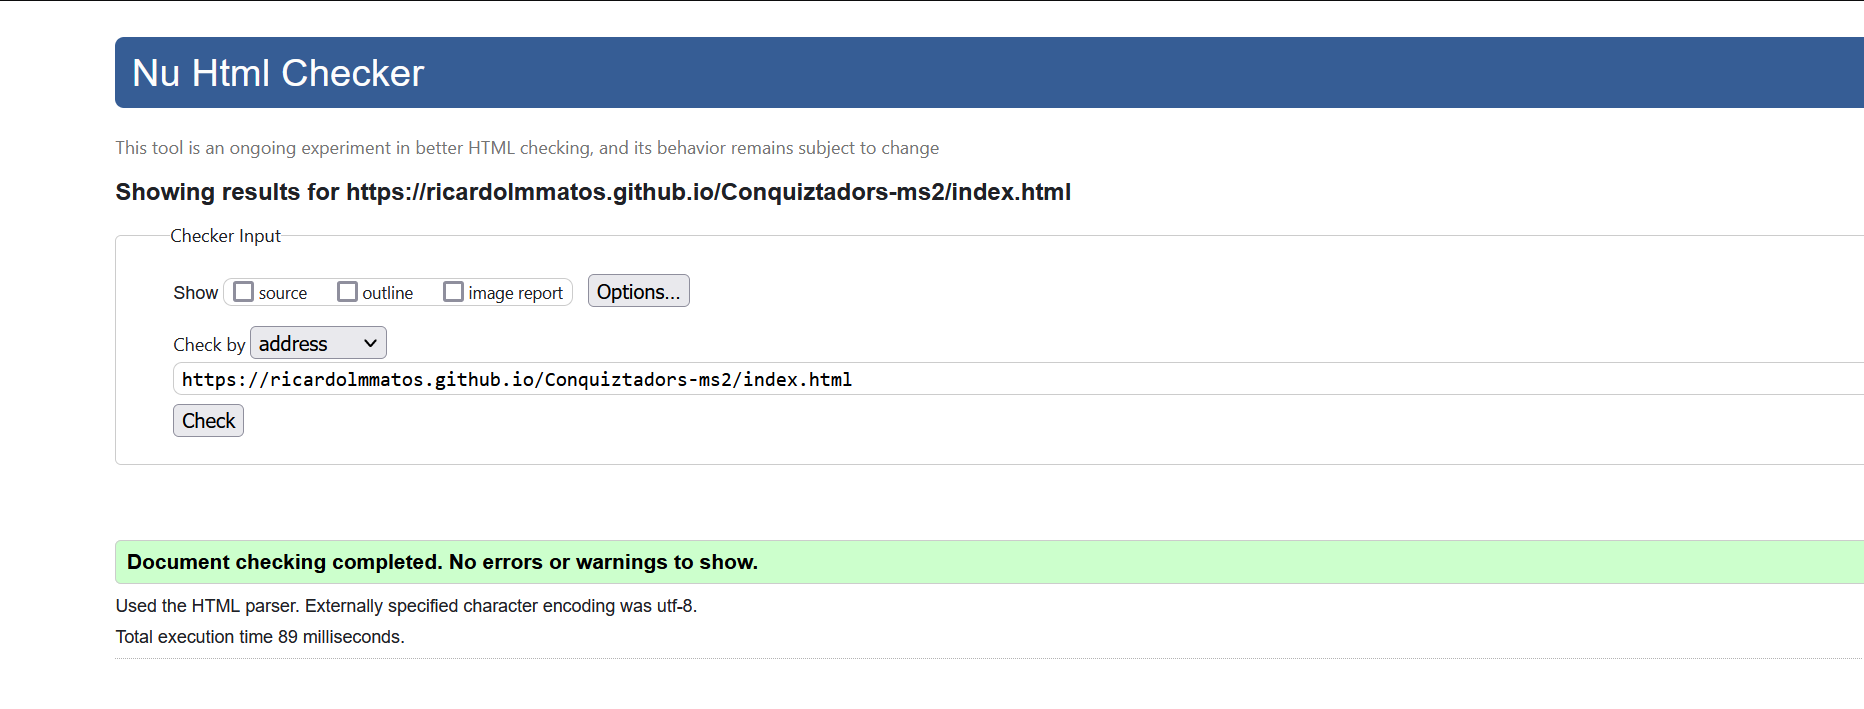 Nu Html Checker
This tool is an ongoing experiment in better HTML checking, and its behavior remains subject to change
Showing results for https://ricardolmmatos.github.io/Conquiztadors-ms2/index.html
Checker Input
Show source outline image report Options...
Check by address
https://ricardolmmatos.github.io/Conquiztadors-ms2/index.html
Check
Document checking completed. No errors or warnings to show.
Used the HTML parser. Externally specified character encoding was utf-8.
Total execution time 89 milliseconds.